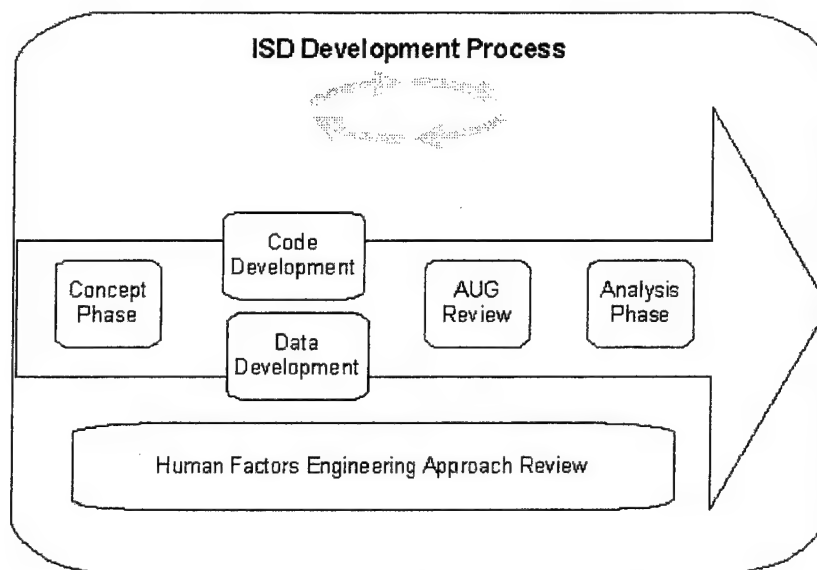 ISD Development Process
Code
Development
Concept
Phase
AUG
Review
Analysis
Phase
Data
Development
Human Factors Engineering Approach Review